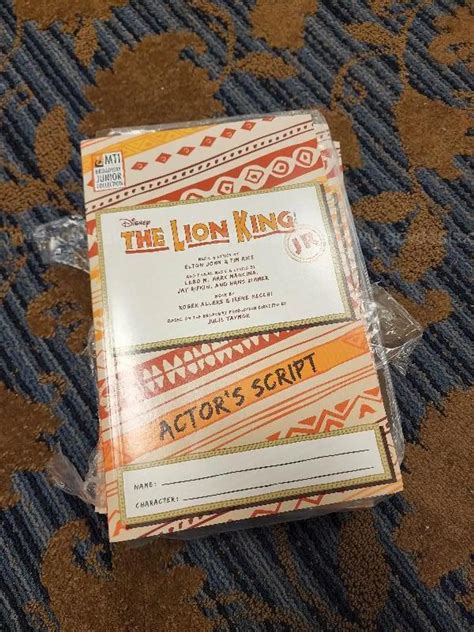 MTI
BROADWAY
JUNIOR
COLLECTION
Disney
THE LION KING
JR
MUSIC & LYRICS BY
ELTON JOHN & TIM RICE
ADDITIONAL MUSIC & LYRICS BY
LEBO M, MARK MANCINA,
JAY RIFKIN, AND HANS ZIMMER
BOOK BY
ROGER ALLERS & IRENE MECCHI
BASED ON THE BROADWAY PRODUCTION DIRECTED BY
JULIE TAYMOR
ACTOR'S SCRIPT
NAME:
CHARACTER: